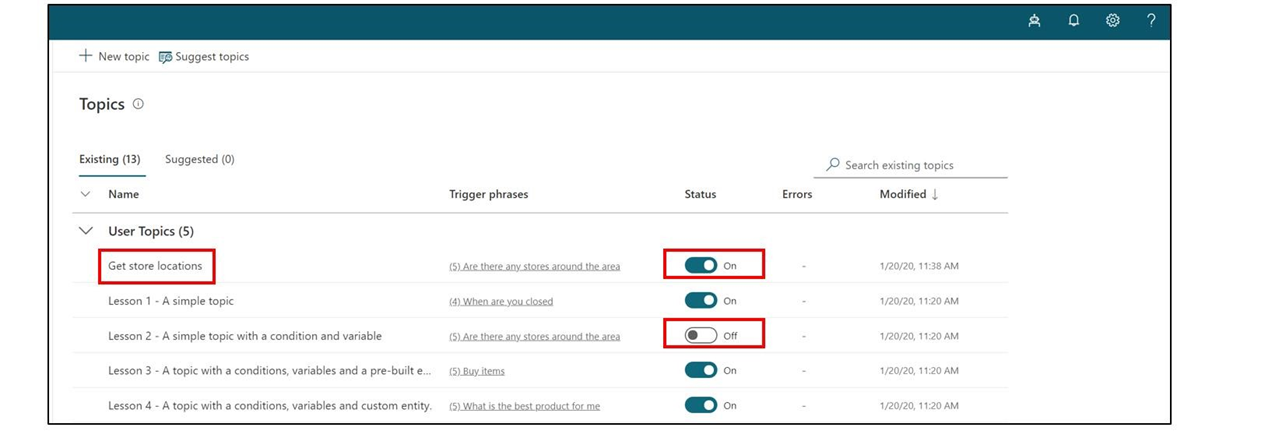 New topic Suggest topics
Topics
Existing (13) Suggested (0)
Search existing topics
Name Trigger phrases Status Errors Modified ↓
User Topics (5)
Get store locations (5) Are there any stores around the area On - 1/20/20, 11:38 AM
Lesson 1 - A simple topic (4) When are you closed On - 1/20/20, 11:20 AM
Lesson 2 - A simple topic with a condition and variable (5) Are there any stores around the area Off - 1/20/20, 11:20 AM
Lesson 3 - A topic with a conditions, variables and a pre-built e... (5) Buy items On - 1/20/20, 11:20 AM
Lesson 4 - A topic with a conditions, variables and custom entity. (5) What is the best product for me On - 1/20/20, 11:20 AM